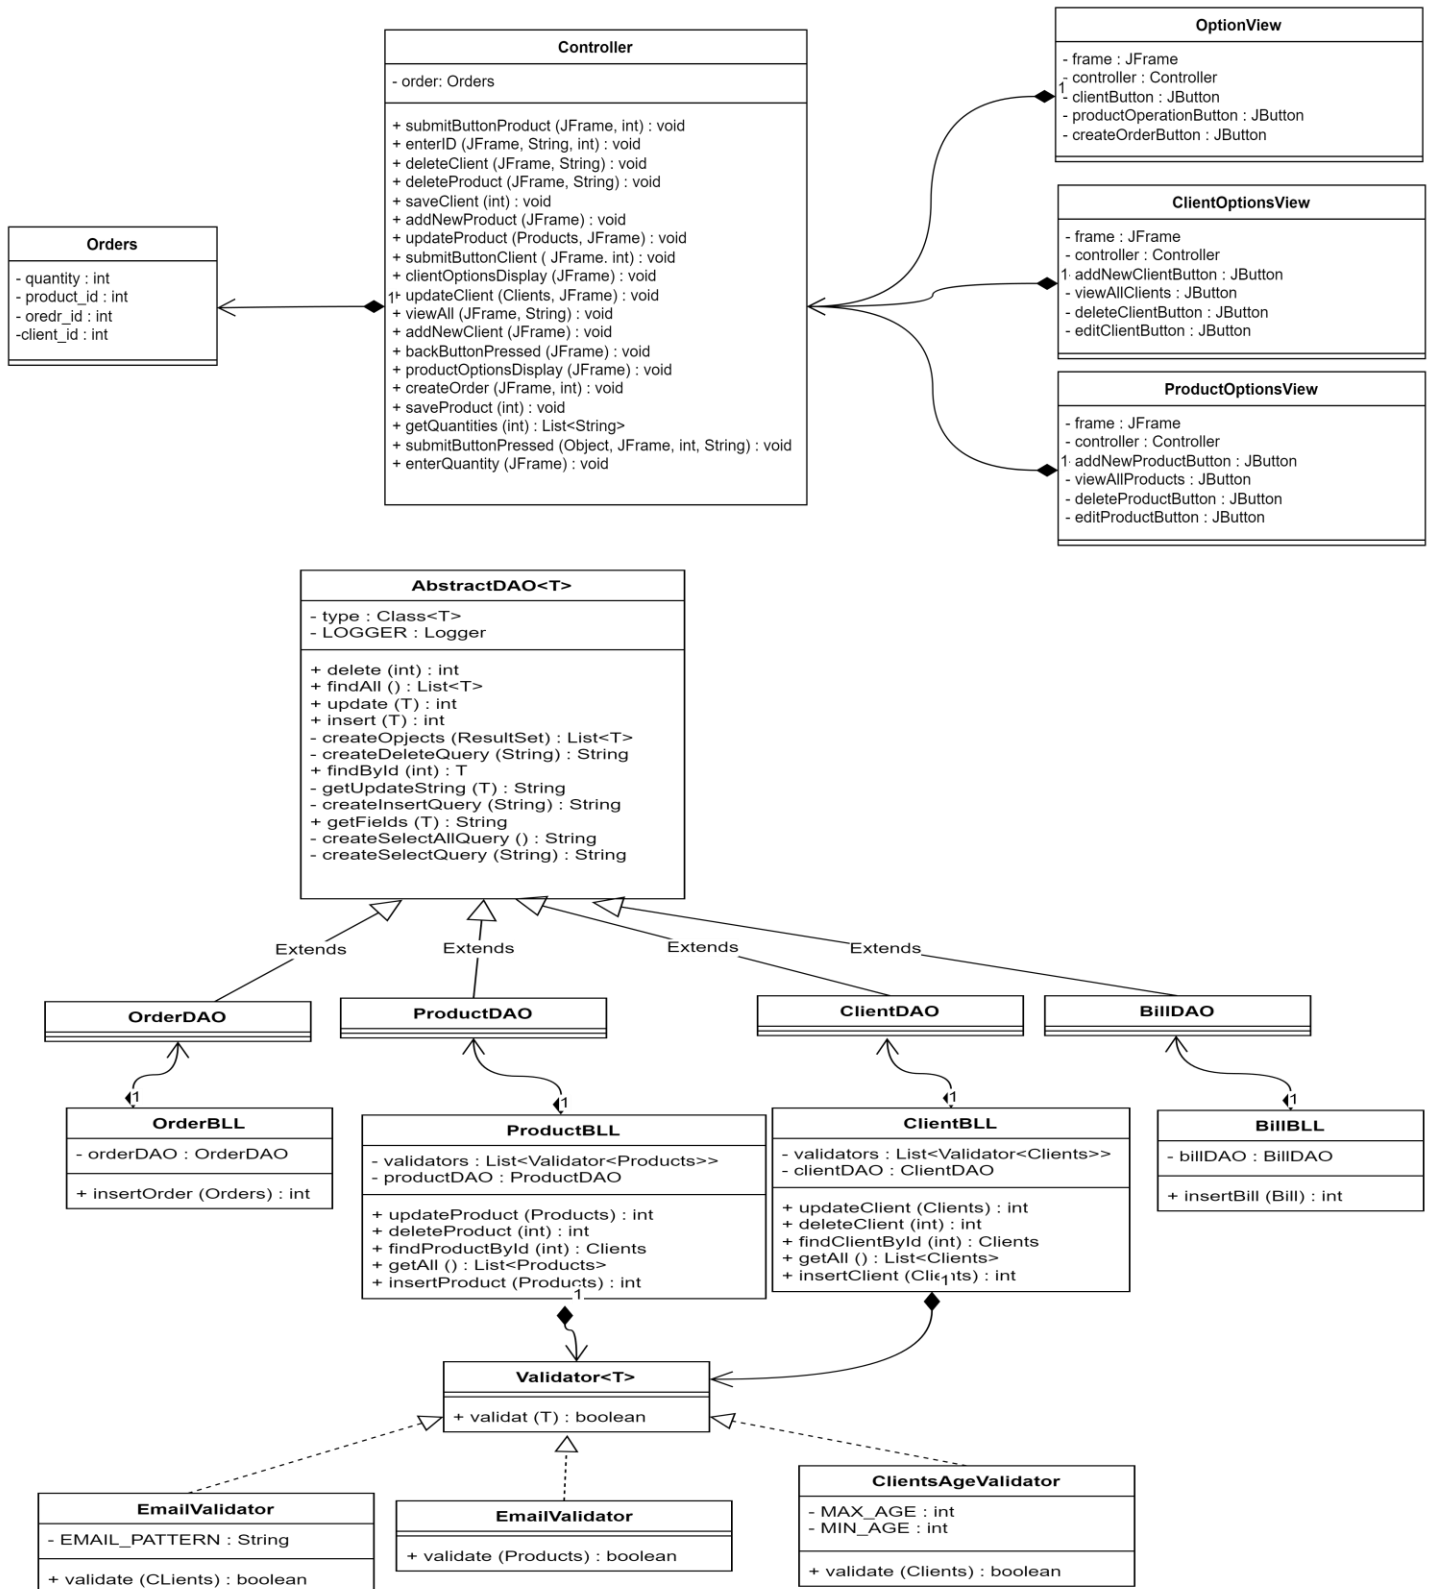 Controller
- order: Orders
+ submitButtonProduct (JFrame, int) : void
+ enterID (JFrame, String, int) : void
+ deleteClient (JFrame, String) : void
+ deleteProduct (JFrame, String) : void
+ saveClient (int) : void
+ addNewProduct (JFrame) : void
+ updateProduct (Products, JFrame) : void
+ submitButtonClient ( JFrame. int) : void
+ clientOptionsDisplay (JFrame) : void
+ updateClient (Clients, JFrame) : void
+ viewAll (JFrame, String) : void
+ addNewClient (JFrame) : void
+ backButtonPressed (JFrame) : void
+ productOptionsDisplay (JFrame) : void
+ createOrder (JFrame, int) : void
+ saveProduct (int) : void
+ getQuantities (int) : List<String>
+ submitButtonPressed (Object, JFrame, int, String) : void
+ enterQuantity (JFrame) : void
1
OptionView
- frame : JFrame
- controller : Controller
- clientButton : JButton
- productOperationButton : JButton
- createOrderButton : JButton
1
ClientOptionsView
- frame : JFrame
- controller : Controller
- addNewClientButton : JButton
- viewAllClients : JButton
- deleteClientButton : JButton
- editClientButton : JButton
1
ProductOptionsView
- frame : JFrame
- controller : Controller
- addNewProductButton : JButton
- viewAllProducts : JButton
- deleteProductButton : JButton
- editProductButton : JButton
1
Orders
- quantity : int
- product_id : int
- oredr_id : int
-client_id : int
AbstractDAO<T>
- type : Class<T>
- LOGGER : Logger
+ delete (int) : int
+ findAll () : List<T>
+ update (T) : int
+ insert (T) : int
- createOpjects (ResultSet) : List<T>
- createDeleteQuery (String) : String
+ findById (int) : T
- getUpdateString (T) : String
- createInsertQuery (String) : String
+ getFields (T) : String
- createSelectAllQuery () : String
- createSelectQuery (String) : String
Extends
Extends
Extends
Extends
OrderDAO
ProductDAO
ClientDAO
BillDAO
1
1
1
1
OrderBLL
- orderDAO : OrderDAO
+ insertOrder (Orders) : int
ProductBLL
- validators : List<Validator<Products>>
- productDAO : ProductDAO
+ updateProduct (Products) : int
+ deleteProduct (int) : int
+ findProductById (int) : Clients
+ getAll () : List<Products>
+ insertProduct (Products) : int
1
ClientBLL
- validators : List<Validator<Clients>>
- clientDAO : ClientDAO
+ updateClient (Clients) : int
+ deleteClient (int) : int
+ findClientById (int) : Clients
+ getAll () : List<Clients>
+ insertClient (Clients) : int
1
BillBLL
- billDAO : BillDAO
+ insertBill (Bill) : int
Validator<T>
+ validat (T) : boolean
EmailValidator
- EMAIL_PATTERN : String
+ validate (CLients) : boolean
EmailValidator
+ validate (Products) : boolean
ClientsAgeValidator
- MAX_AGE : int
- MIN_AGE : int
+ validate (Clients) : boolean